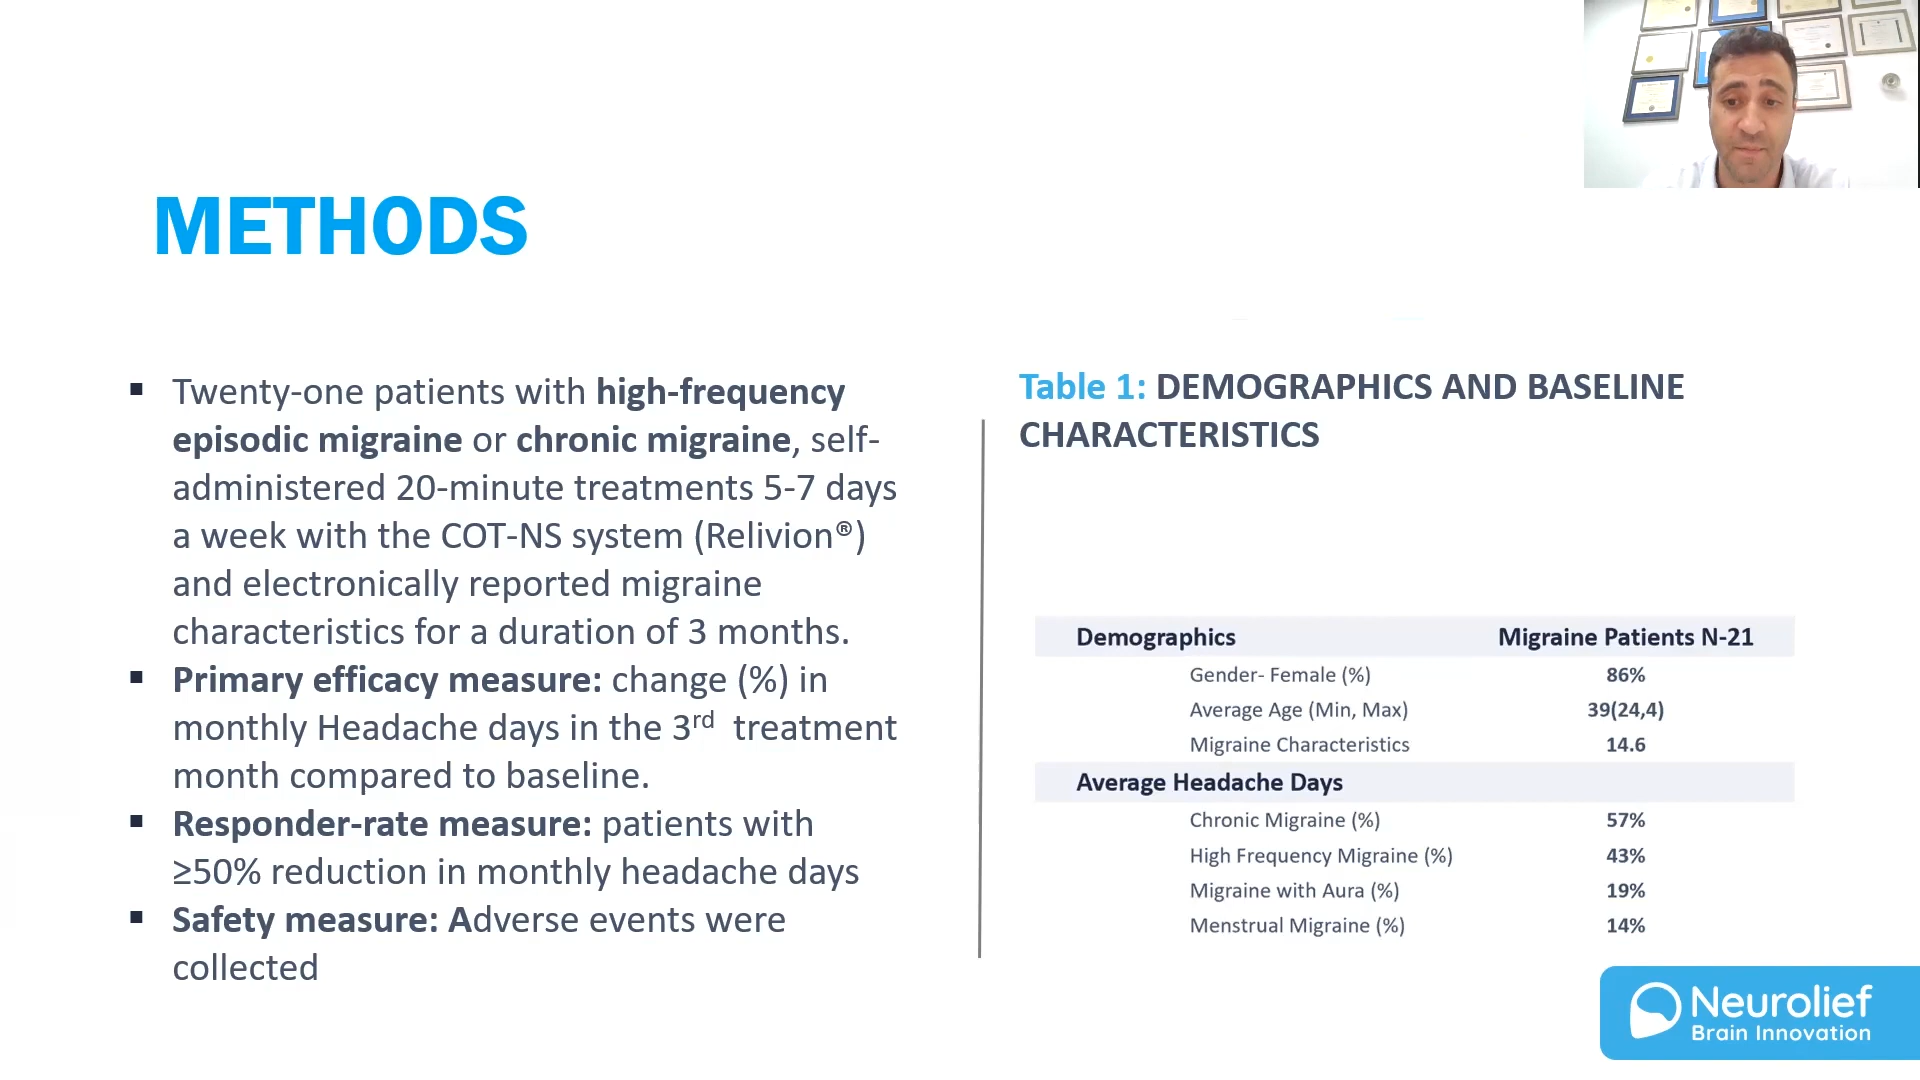 METHODS
▪ Twenty-one patients with high-frequency
episodic migraine or chronic migraine, self-
administered 20-minute treatments 5-7 days
a week with the COT-NS system (Relivion®)
and electronically reported migraine
characteristics for a duration of 3 months.
▪ Primary efficacy measure: change (%) in
monthly Headache days in the 3rd treatment
month compared to baseline.
▪ Responder-rate measure: patients with
≥50% reduction in monthly headache days
▪ Safety measure: Adverse events were
collected
Table 1: DEMOGRAPHICS AND BASELINE
CHARACTERISTICS
Demographics Migraine Patients N-21
Gender- Female (%) 86%
Average Age (Min, Max) 39(24,4)
Migraine Characteristics 14.6
Average Headache Days
Chronic Migraine (%) 57%
High Frequency Migraine (%) 43%
Migraine with Aura (%) 19%
Menstrual Migraine (%) 14%
Neurolief
Brain Innovation